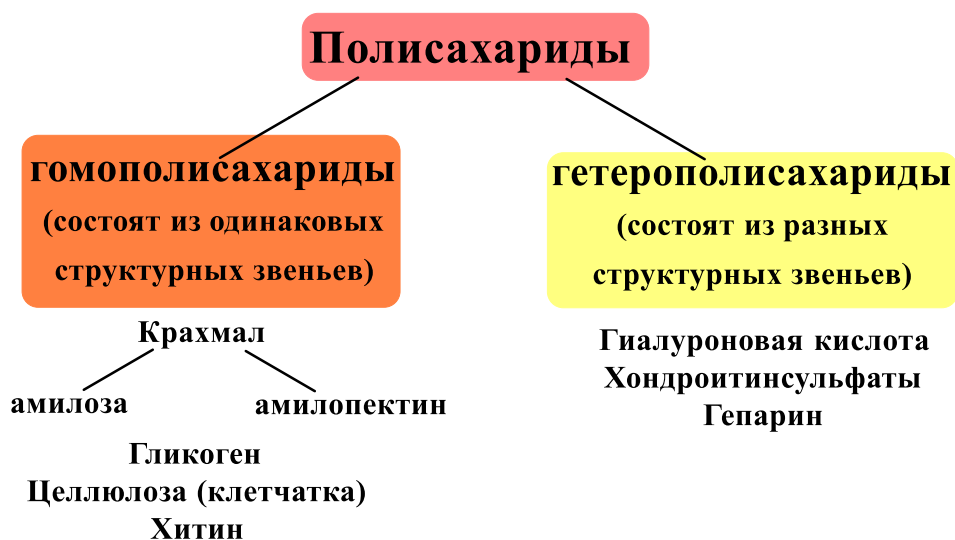 Полисахариды
гомополисахариды
(состоят из одинаковых
структурных звеньев)
Крахмал
амилоза
амилопектин
Гликоген
Целлюлоза (клетчатка)
Хитин
гетерополисахариды
(состоят из разных
структурных звеньев)
Гиалуроновая кислота
Хондроитинсульфаты
Гепарин